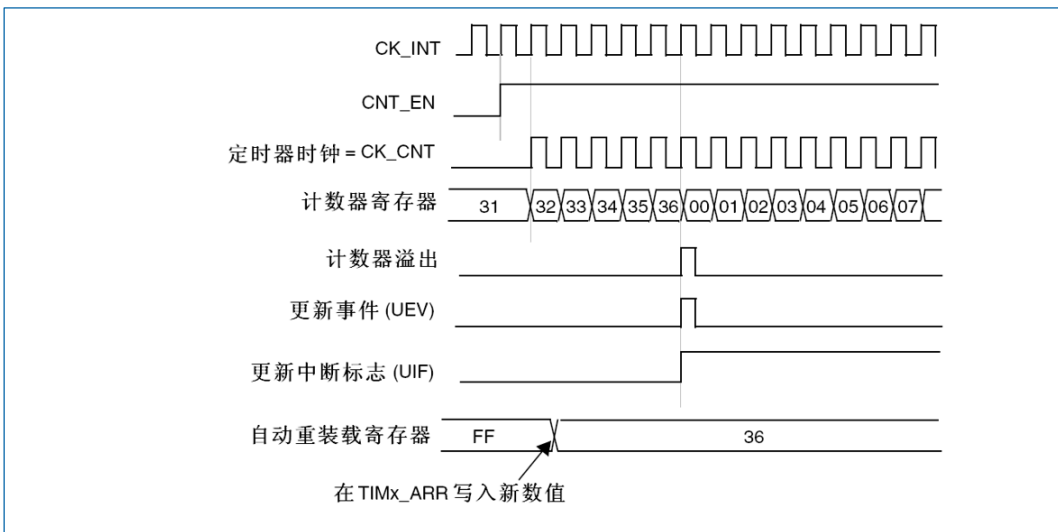 CK_INT
CNT_EN
定时器时钟 = CK_CNT
计数器寄存器
31 32 33 34 35 36 00 01 02 03 04 05 06 07
计数器溢出
更新事件 (UEV)
更新中断标志 (UIF)
自动重装载寄存器
FF 36
在 TIMx_ARR 写入新数值